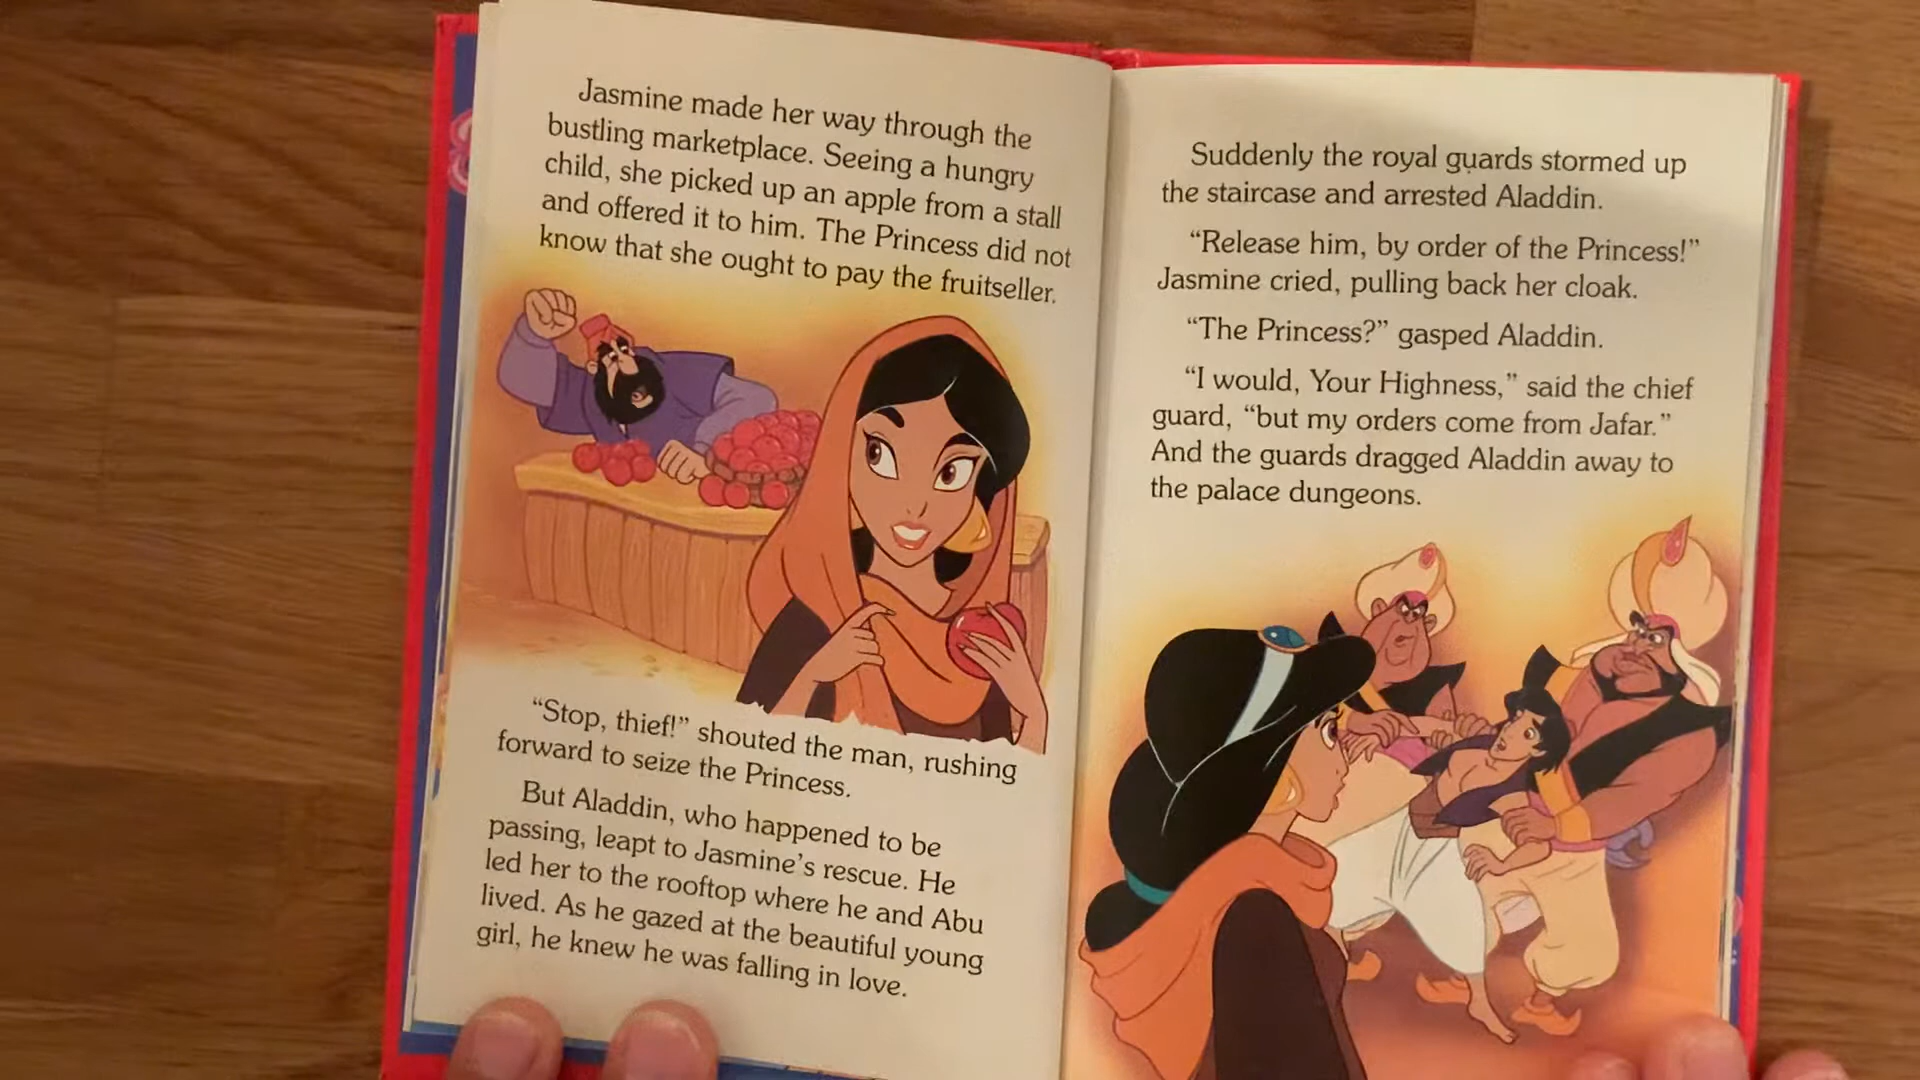 Jasmine made her way through the
bustling marketplace. Seeing a hungry
child, she picked up an apple from a stall
and offered it to him. The Princess did not
know that she ought to pay the fruitseller.
“Stop, thief!” shouted the man, rushing
forward to seize the Princess.
But Aladdin, who happened to be
passing, leapt to Jasmine’s rescue. He
led her to the rooftop where he and Abu
lived. As he gazed at the beautiful young
girl, he knew he was falling in love.
Suddenly the royal guards stormed up
the staircase and arrested Aladdin.
“Release him, by order of the Princess!”
Jasmine cried, pulling back her cloak.
“The Princess?” gasped Aladdin.
“I would, Your Highness,” said the chief
guard, “but my orders come from Jafar.”
And the guards dragged Aladdin away to
the palace dungeons.